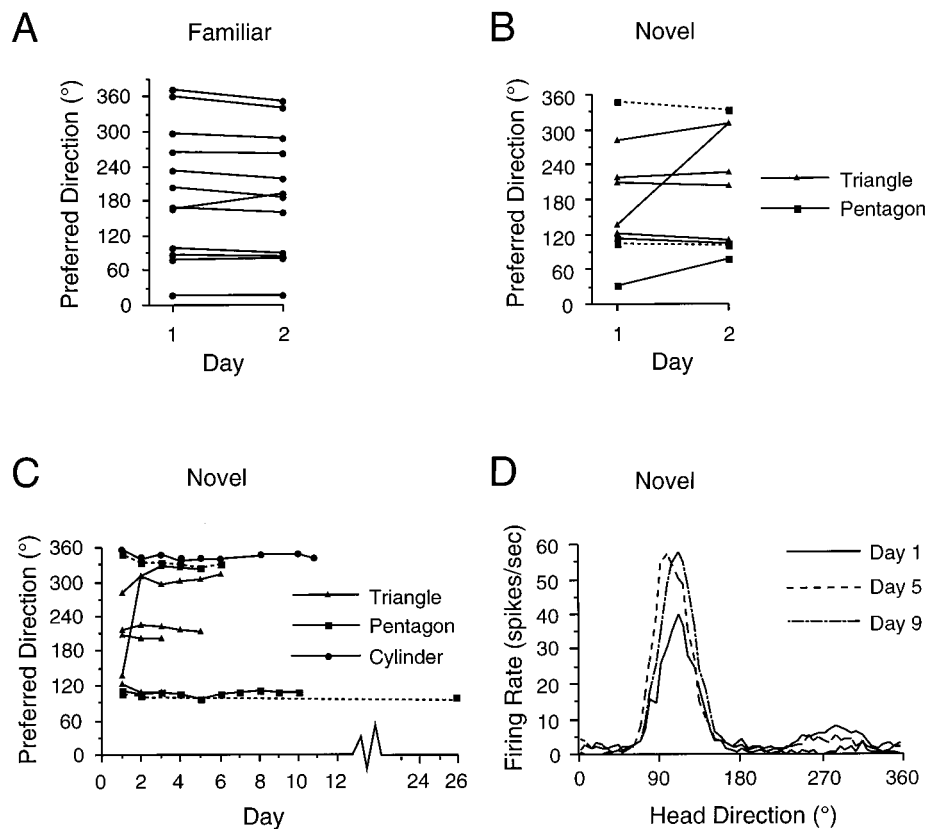 A
Familiar
Preferred Direction (°)
360
300
240
180
120
60
0
1
2
Day
B
Novel
Preferred Direction (°)
360
300
240
180
120
60
0
1
2
Day
Triangle
Pentagon
C
Novel
Preferred Direction (°)
360
300
240
180
120
60
0
0 2 4 6 8 10 12 24 26
Day
Triangle
Pentagon
Cylinder
D
Novel
Firing Rate (spikes/sec)
60
50
40
30
20
10
0
0 90 180 270 360
Head Direction (°)
Day 1
Day 5
Day 9